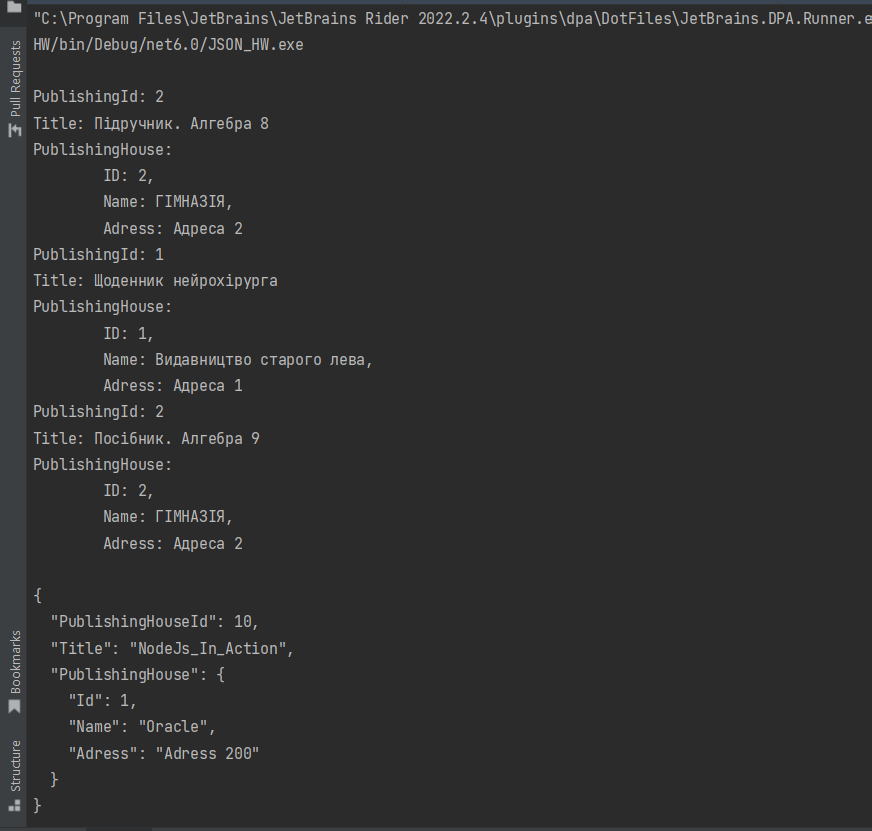 "C:\Program Files\JetBrains\JetBrains Rider 2022.2.4\plugins\dpa\DotFiles\JetBrains.DPA.Runner.e
HW/bin/Debug/net6.0/JSON_HW.exe
PublishingId: 2
Title: Підручник. Алгебра 8
PublishingHouse:
ID: 2,
Name: ГІМНАЗІЯ,
Adress: Адреса 2
PublishingId: 1
Title: Щоденник нейрохірурга
PublishingHouse:
ID: 1,
Name: Видавництво старого лева,
Adress: Адреса 1
PublishingId: 2
Title: Посібник. Алгебра 9
PublishingHouse:
ID: 2,
Name: ГІМНАЗІЯ,
Adress: Адреса 2
{
"PublishingHouseId": 10,
"Title": "NodeJs_In_Action",
"PublishingHouse": {
"Id": 1,
"Name": "Oracle",
"Adress": "Adress 200"
}
}
Pull Requests
Bookmarks
Structure